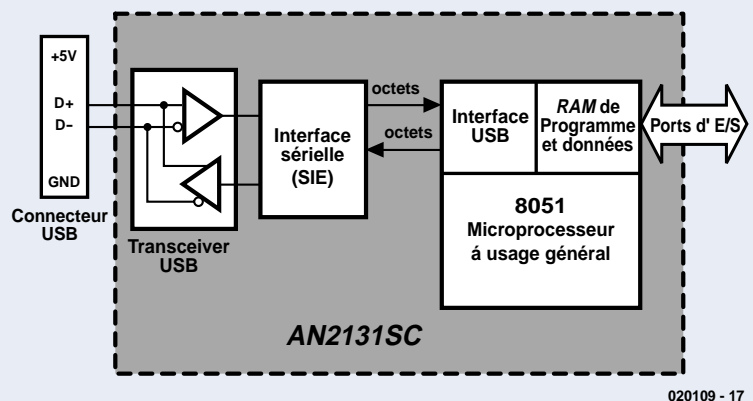 +5V
D+
D–
GND
Connecteur
USB
Transceiver
USB
Interface
sérielle
(SIE)
octets
octets
Interface
USB
RAM de
Programme
et données
8051
Microprocesseur
á usage général
Ports d' E/S
AN2131SC
020109 - 17